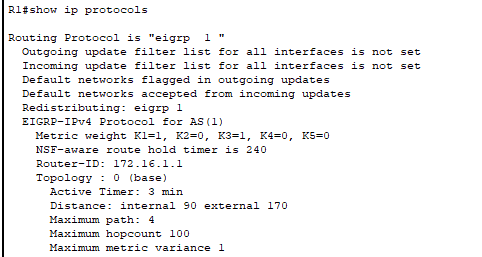 R1#show ip protocols
Routing Protocol is "eigrp  1 "
Outgoing update filter list for all interfaces is not set
Incoming update filter list for all interfaces is not set
Default networks flagged in outgoing updates
Default networks accepted from incoming updates
Redistributing: eigrp 1
EIGRP-IPv4 Protocol for AS(1)
Metric weight K1=1, K2=0, K3=1, K4=0, K5=0
NSF-aware route hold timer is 240
Router-ID: 172.16.1.1
Topology : 0 (base)
Active Timer: 3 min
Distance: internal 90 external 170
Maximum path: 4
Maximum hopcount 100
Maximum metric variance 1